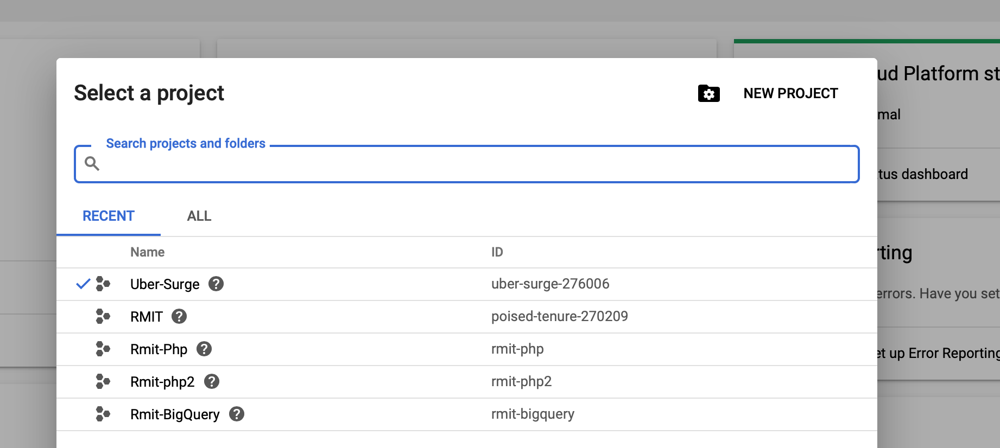 Select a project
NEW PROJECT
Search projects and folders
RECENT ALL
Name ID
Uber-Surge uber-surge-276006
RMIT poised-tenure-270209
Rmit-Php rmit-php
Rmit-php2 rmit-php2
Rmit-BigQuery rmit-bigquery
ud Platform st
mal
tus dashboard
rting
errors. Have you set
et up Error Reporting